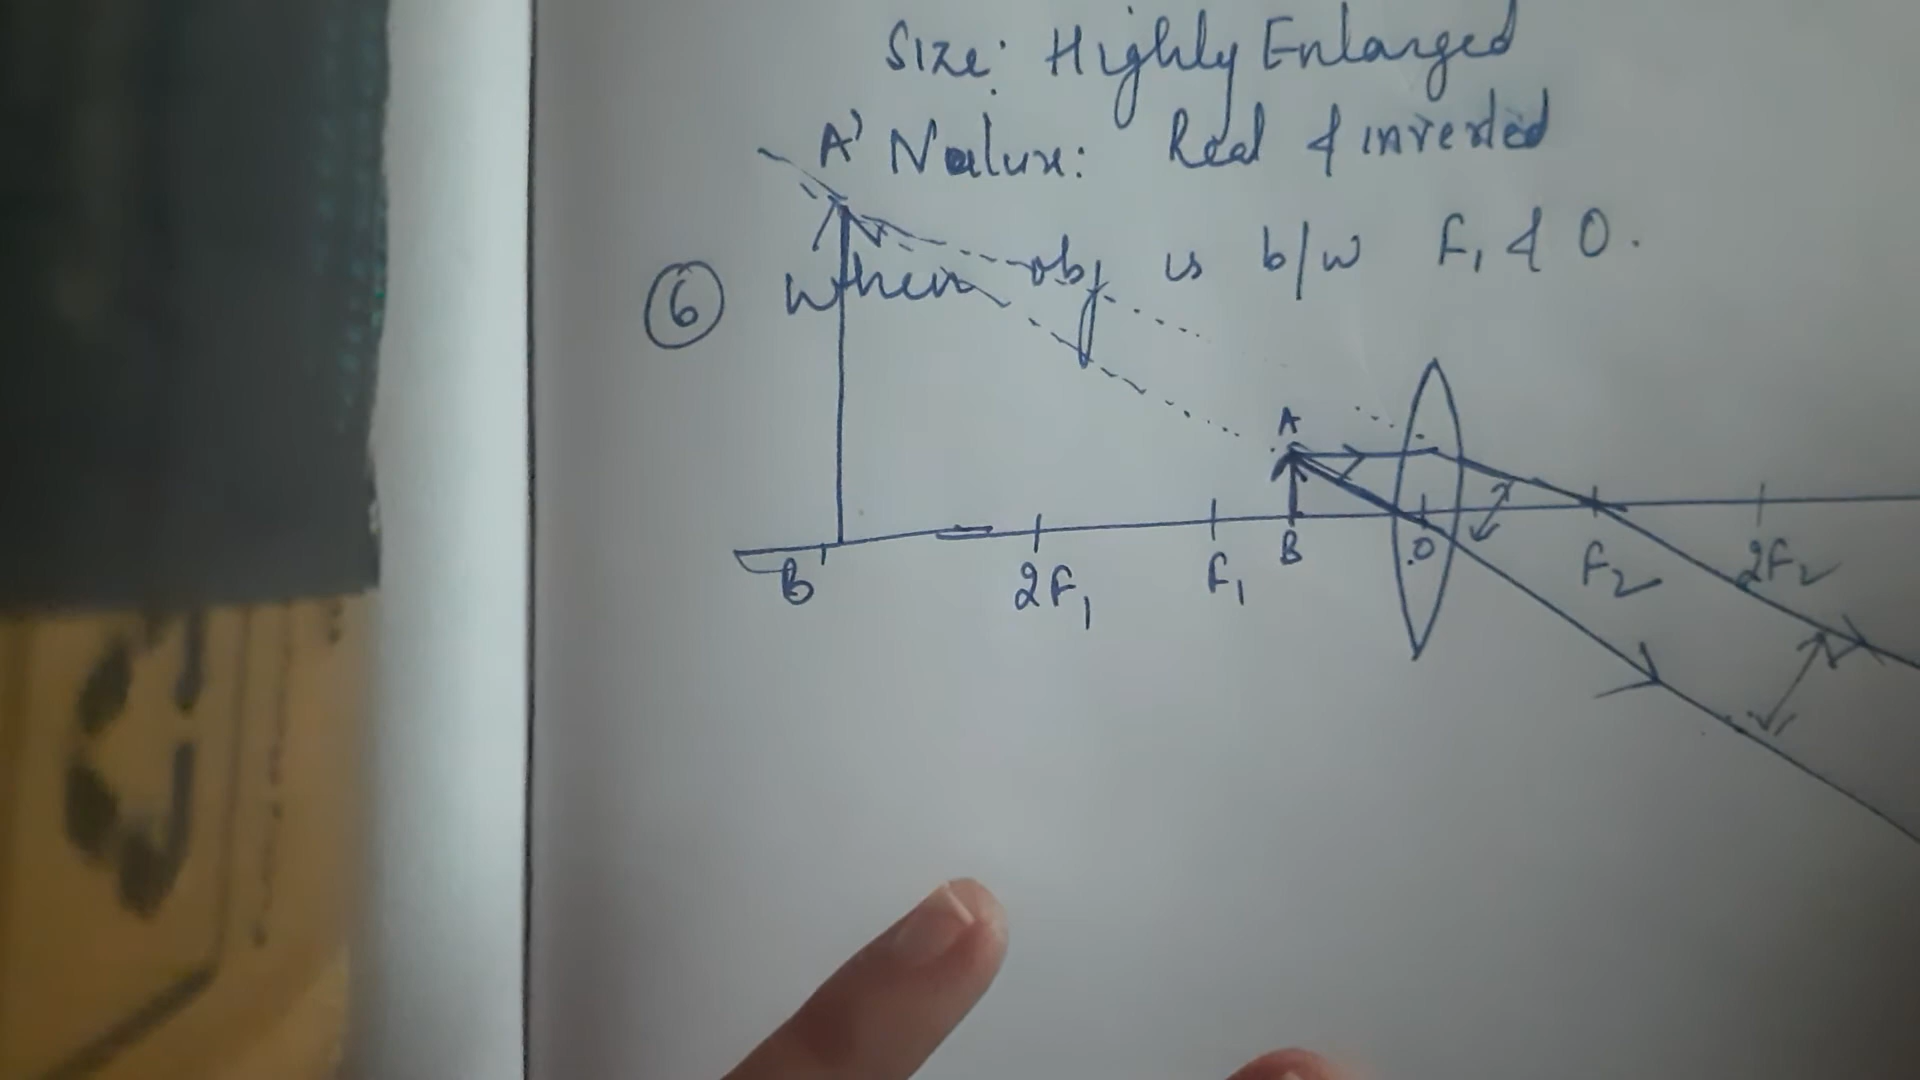 Size: Highly Enlarged
A' Nature: Real & inverted
6 When obj is b/w F1 & O.
A
B' 2F1 F1 B O F2 2F2